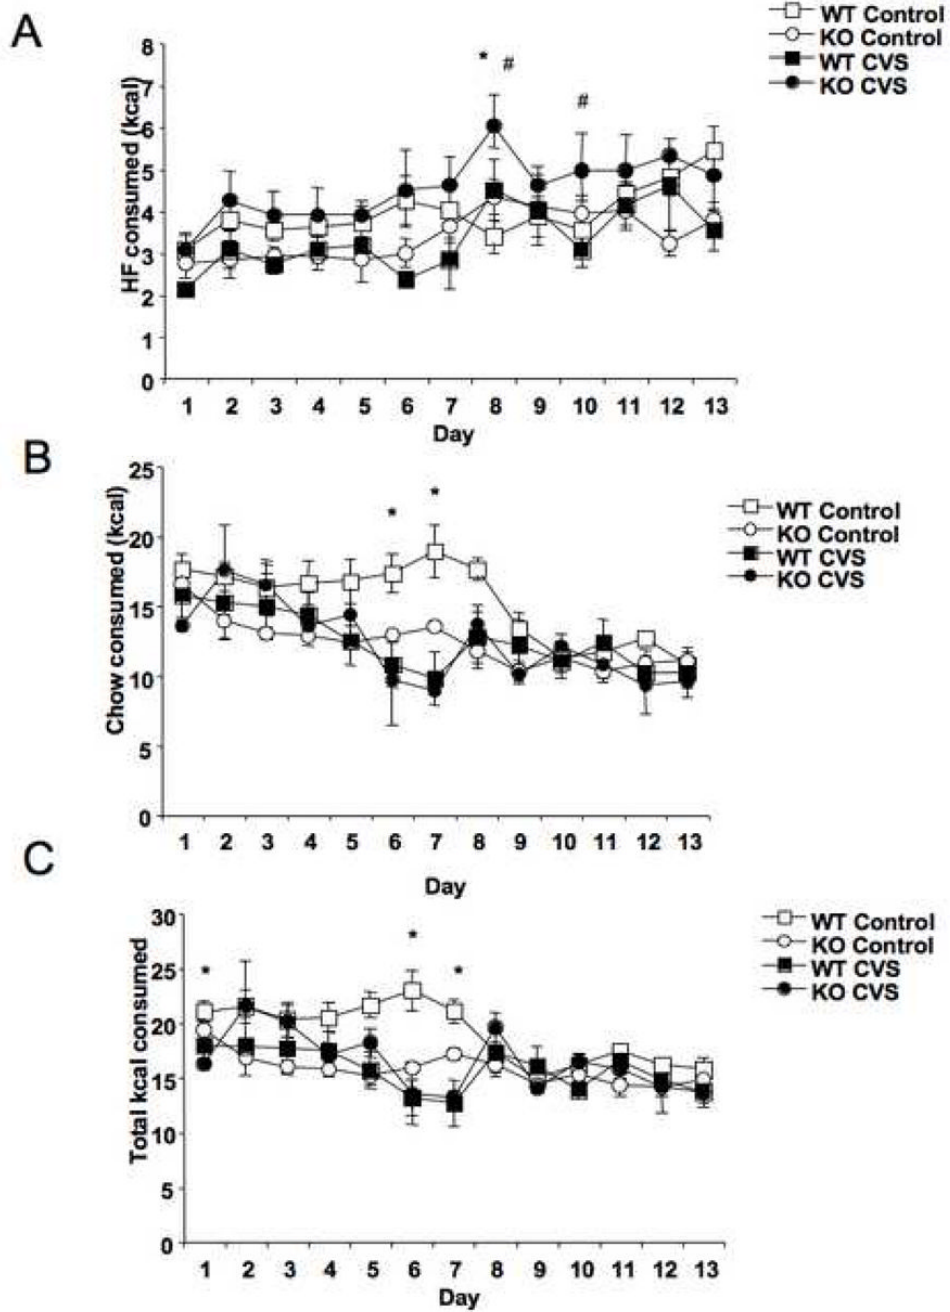 A
WT Control
KO Control
WT CVS
KO CVS
HF consumed (kcal)
8
7
6
5
4
3
2
1
0
* #
#
1 2 3 4 5 6 7 8 9 10 11 12 13
Day
B
WT Control
KO Control
WT CVS
KO CVS
Chow consumed (kcal)
25
20
15
10
5
0
*
*
1 2 3 4 5 6 7 8 9 10 11 12 13
Day
C
WT Control
KO Control
WT CVS
KO CVS
Total kcal consumed
30
25
20
15
10
5
0
*
*
*
1 2 3 4 5 6 7 8 9 10 11 12 13
Day